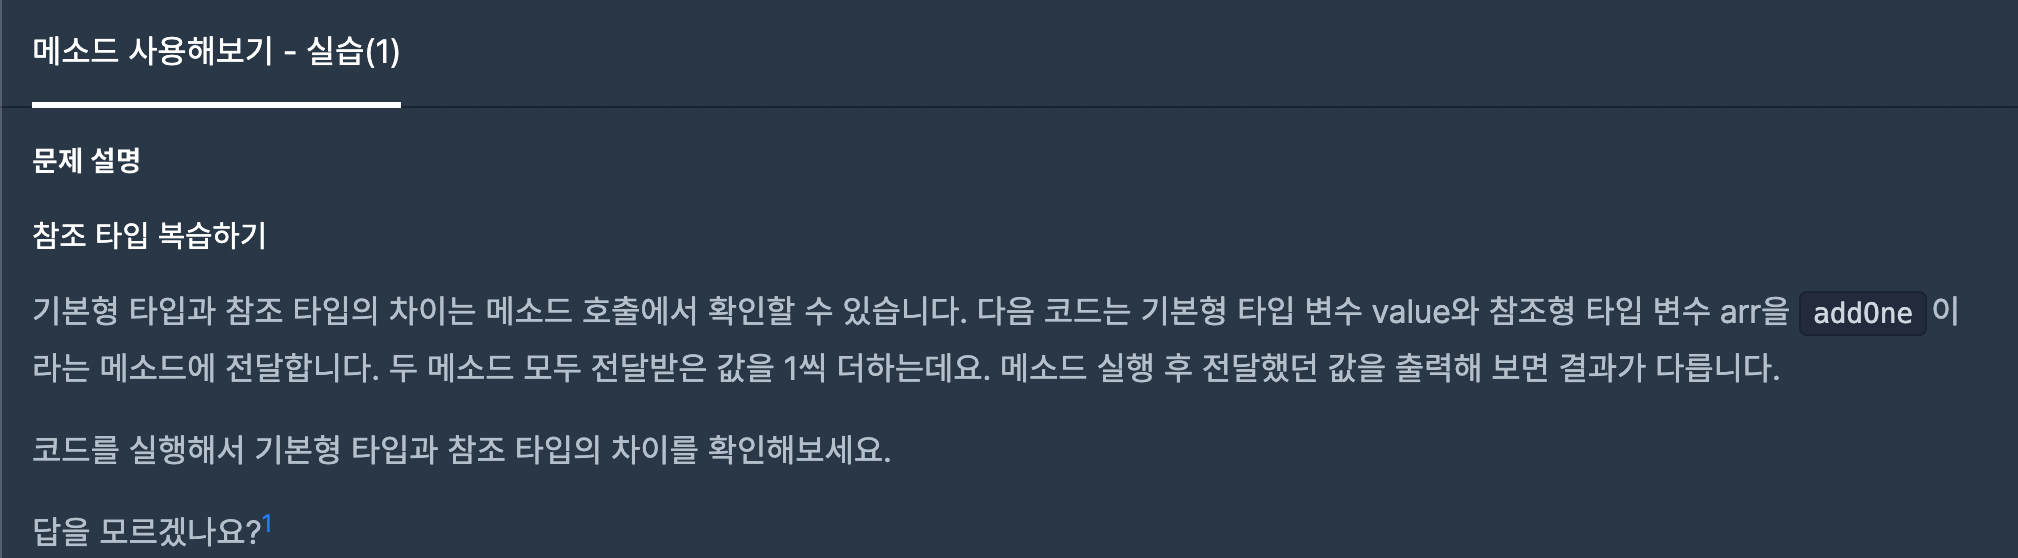 메소드 사용해보기 - 실습(1)
문제 설명
참조 타입 복습하기
기본형 타입과 참조 타입의 차이는 메소드 호출에서 확인할 수 있습니다. 다음 코드는 기본형 타입 변수 value와 참조형 타입 변수 arr을 addOne 이
라는 메소드에 전달합니다. 두 메소드 모두 전달받은 값을 1씩 더하는데요. 메소드 실행 후 전달했던 값을 출력해 보면 결과가 다릅니다.
코드를 실행해서 기본형 타입과 참조 타입의 차이를 확인해보세요.
답을 모르겠나요?1